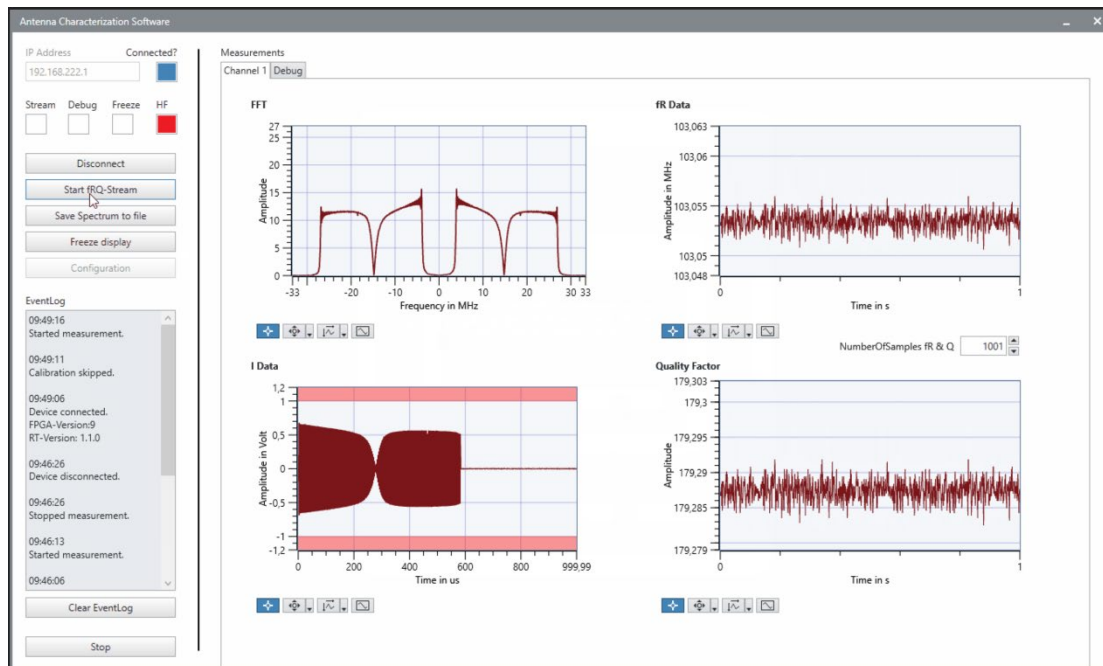 Antenna Characterization Software
IP Address Connected?
192.168.222.1
Stream Debug Freeze HF
Disconnect
Start fRQ-Stream
Save Spectrum to file
Freeze display
Configuration
EventLog
09:49:16
Started measurement.
09:49:11
Calibration skipped.
09:49:06
Device connected.
FPGA-Version:9
RT-Version: 1.1.0
09:46:26
Device disconnected.
09:46:26
Stopped measurement.
09:46:13
Started measurement.
09:46:06
Clear EventLog
Stop
Measurements
Channel 1 Debug
FFT
27
25
20
15
10
5
0
Amplitude
-33 -20 -10 0 10 20 30 33
Frequency in MHz
fR Data
103,063
103,06
103,055
103,05
103,048
Amplitude in MHz
0 1
Time in s
NumberOfSamples fR & Q 1001
I Data
1,2
1
0,5
0
-0,5
-1
-1,2
Amplitude in Volt
0 200 400 600 800 999,99
Time in us
Quality Factor
179,303
179,3
179,295
179,29
179,285
179,279
Amplitude
0 1
Time in s